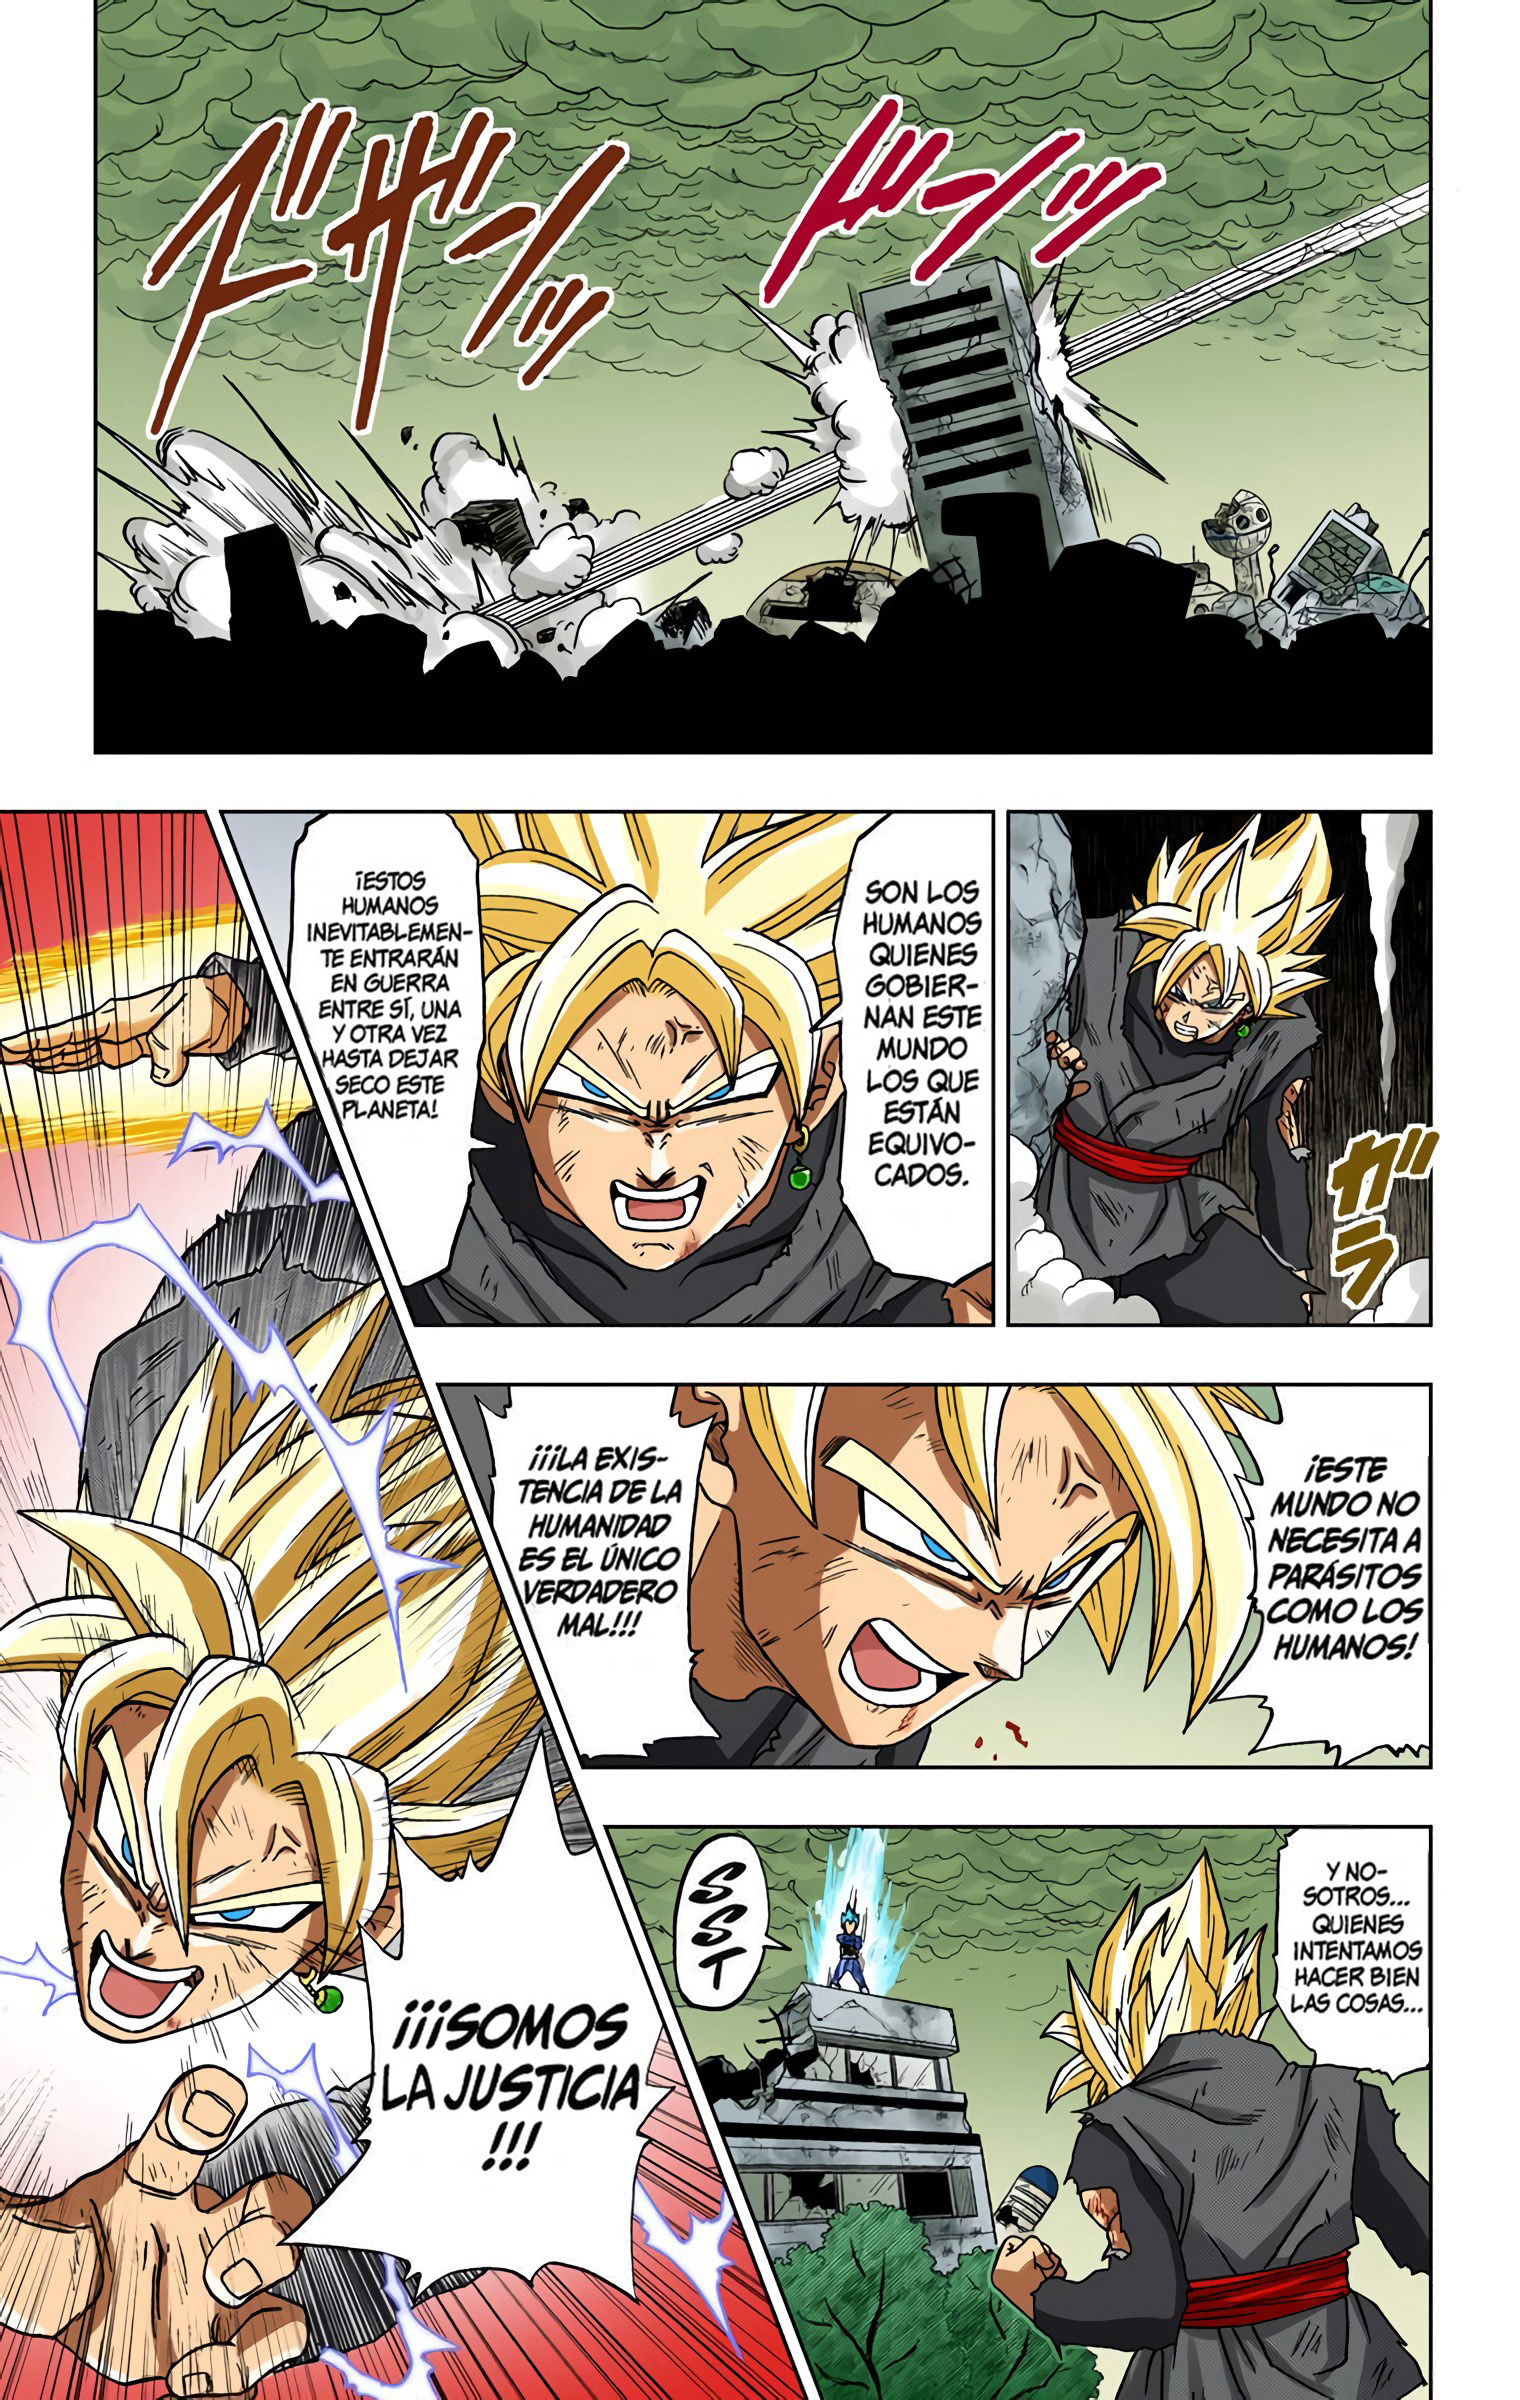 ドーンッ
ズザザンッッ
ガラ
SON LOS
HUMANOS
QUIENES
GOBIER-
NAN ESTE
MUNDO
LOS QUE
ESTÁN
EQUIVO-
CADOS.
¡ESTOS
HUMANOS
INEVITABLEMEN-
TE ENTRARÁN
EN GUERRA
ENTRE SÍ, UNA
Y OTRA VEZ
HASTA DEJAR
SECO ESTE
PLANETA!
¡ESTE
MUNDO NO
NECESITA A
PARÁSITOS
COMO LOS
HUMANOS!
¡¡¡LA EXIS-
TENCIA DE LA
HUMANIDAD
ES EL ÚNICO
VERDADERO
MAL!!!
Y NO-
SOTROS...
QUIENES
INTENTAMOS
HACER BIEN
LAS COSAS...
SST
¡¡¡SOMOS
LA JUSTICIA
!!!